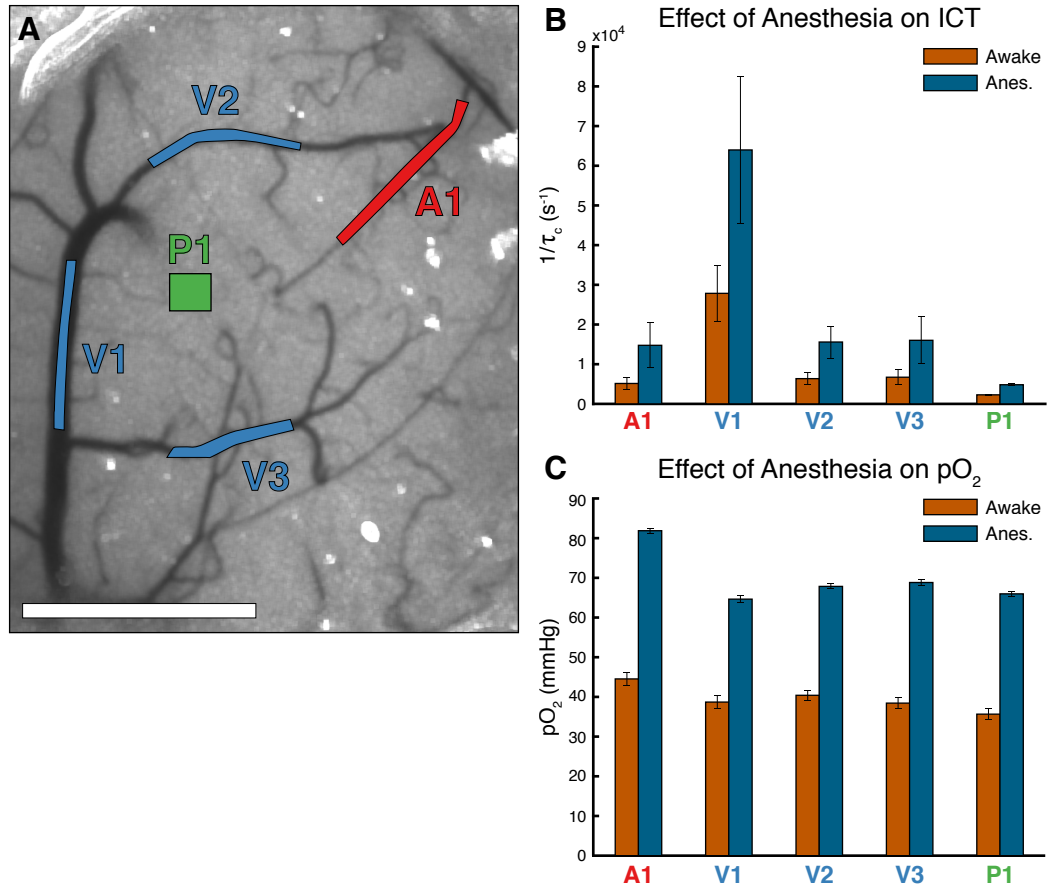 A
V2
A1
P1
V1
V3
B
Effect of Anesthesia on ICT
x10⁴
9
8
7
6
5
4
3
2
1
0
1/τc (s⁻¹)
Awake
Anes.
A1 V1 V2 V3 P1
C
Effect of Anesthesia on pO₂
90
80
70
60
50
40
30
20
10
0
pO₂ (mmHg)
Awake
Anes.
A1 V1 V2 V3 P1